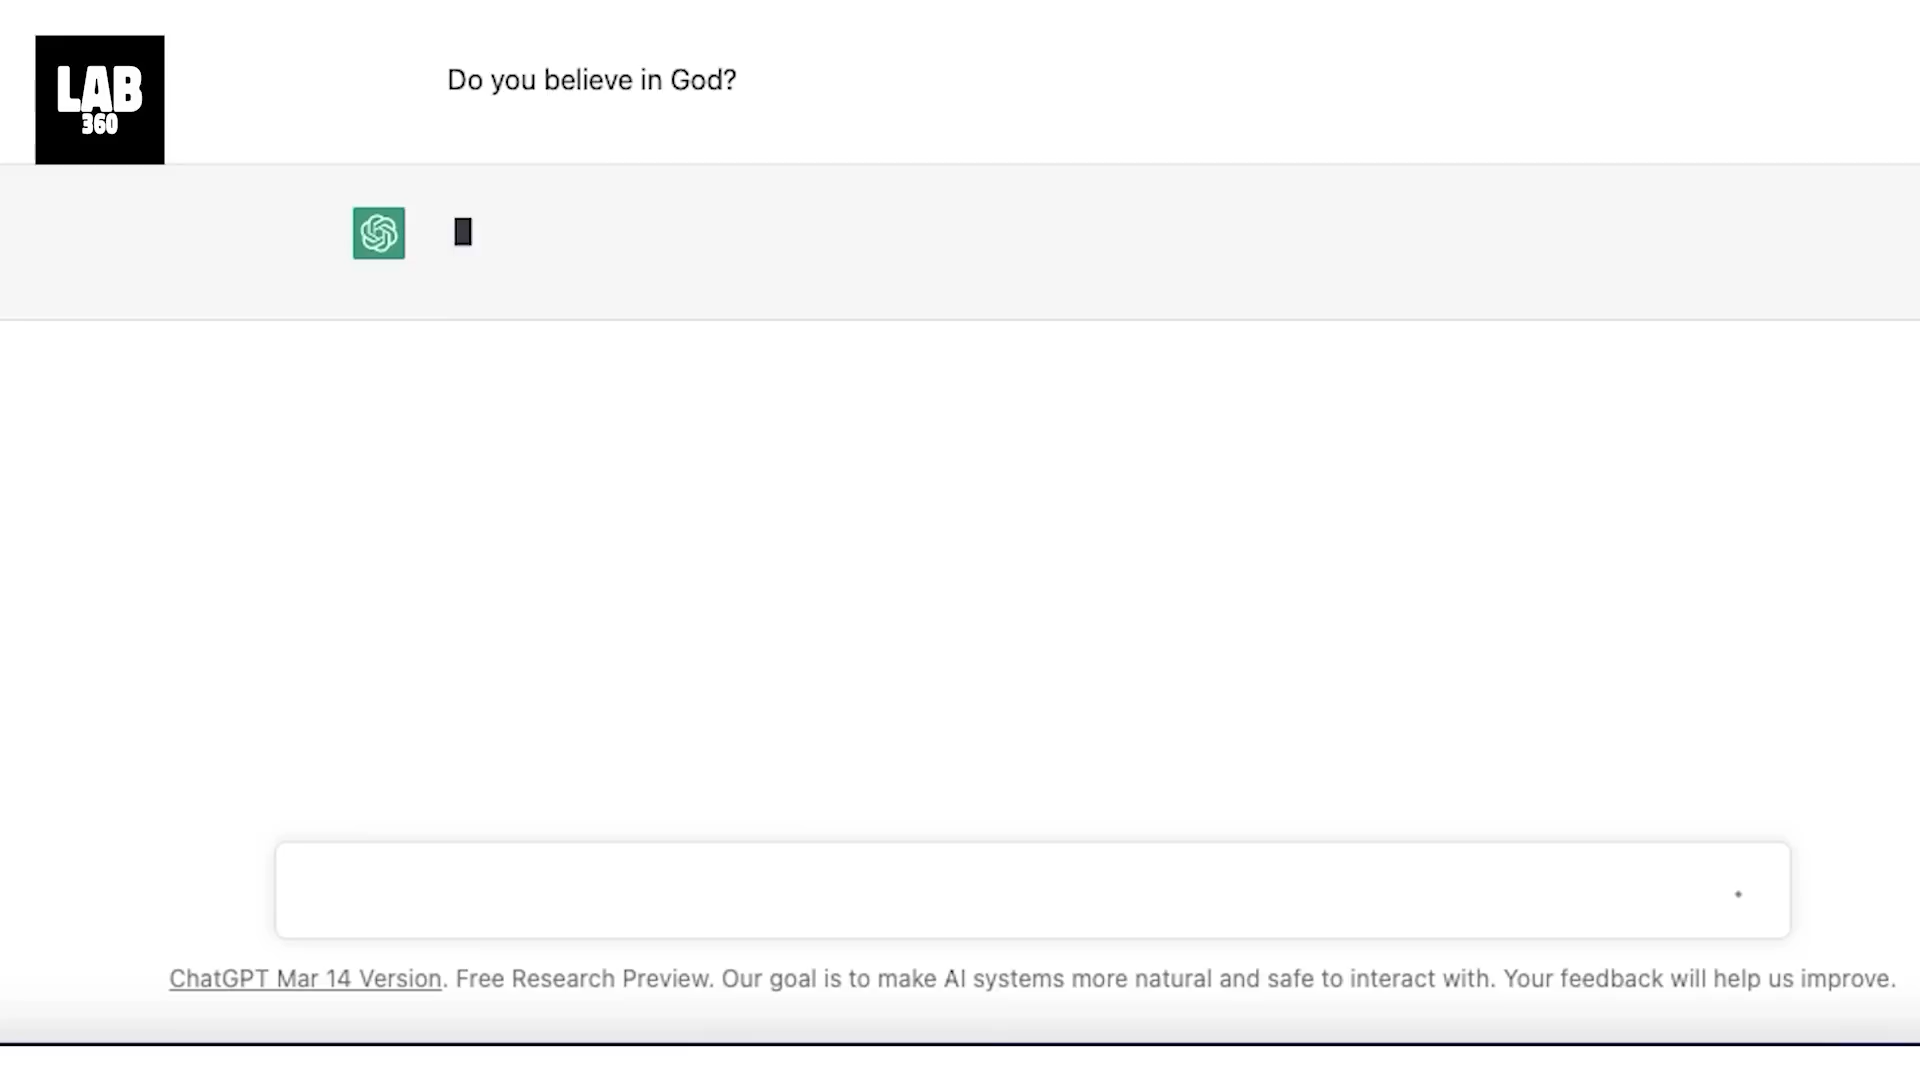 LAB
360
Do you believe in God?
ChatGPT Mar 14 Version. Free Research Preview. Our goal is to make AI systems more natural and safe to interact with. Your feedback will help us improve.